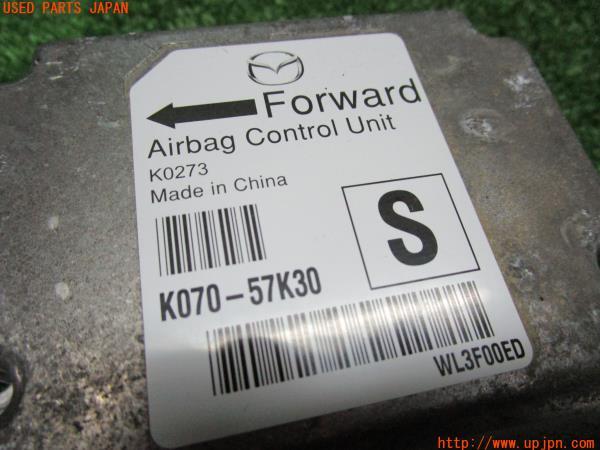 USED PARTS JAPAN
Forward
Airbag Control Unit
K0273
Made in China
S
K070-57K30
WL3F00ED
http://www.upjpn.com